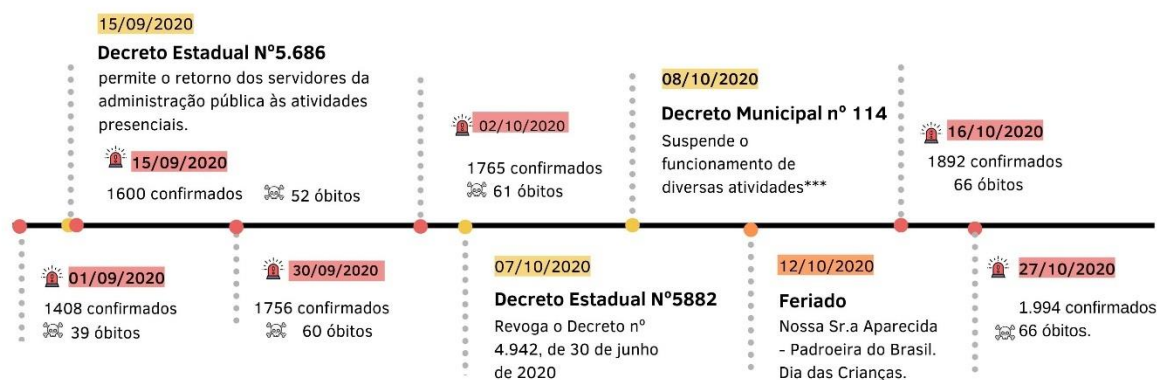 15/09/2020
Decreto Estadual Nº5.686
permite o retorno dos servidores da
administração pública às atividades
presenciais.
15/09/2020
1600 confirmados
52 óbitos
02/10/2020
1765 confirmados
61 óbitos
08/10/2020
Decreto Municipal nº 114
Suspende o
funcionamento de
diversas atividades***
16/10/2020
1892 confirmados
66 óbitos
01/09/2020
1408 confirmados
39 óbitos
30/09/2020
1756 confirmados
60 óbitos
07/10/2020
Decreto Estadual Nº5882
Revoga o Decreto nº
4.942, de 30 de junho
de 2020
12/10/2020
Feriado
Nossa Sr.a Aparecida
- Padroeira do Brasil.
Dia das Crianças.
27/10/2020
1.994 confirmados
66 óbitos.